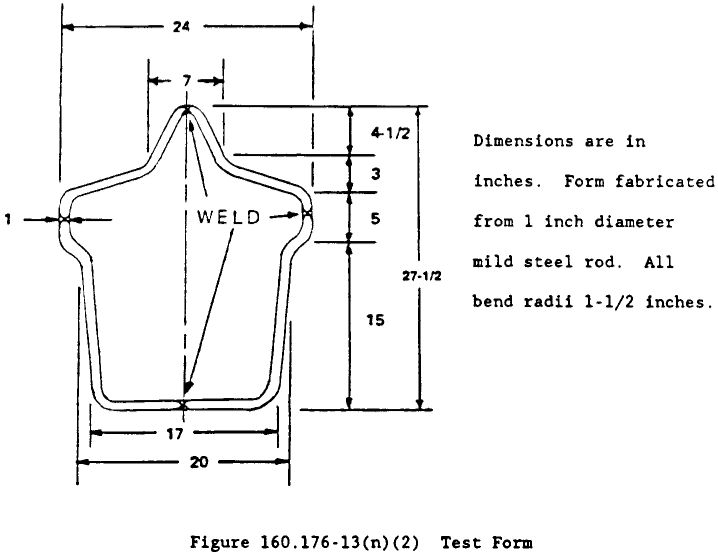 24
7
4-1/2
3
1
WELD
5
27-1/2
15
17
20
Dimensions are in
inches. Form fabricated
from 1 inch diameter
mild steel rod. All
bend radii 1-1/2 inches.
Figure 160.176-13(n)(2) Test Form